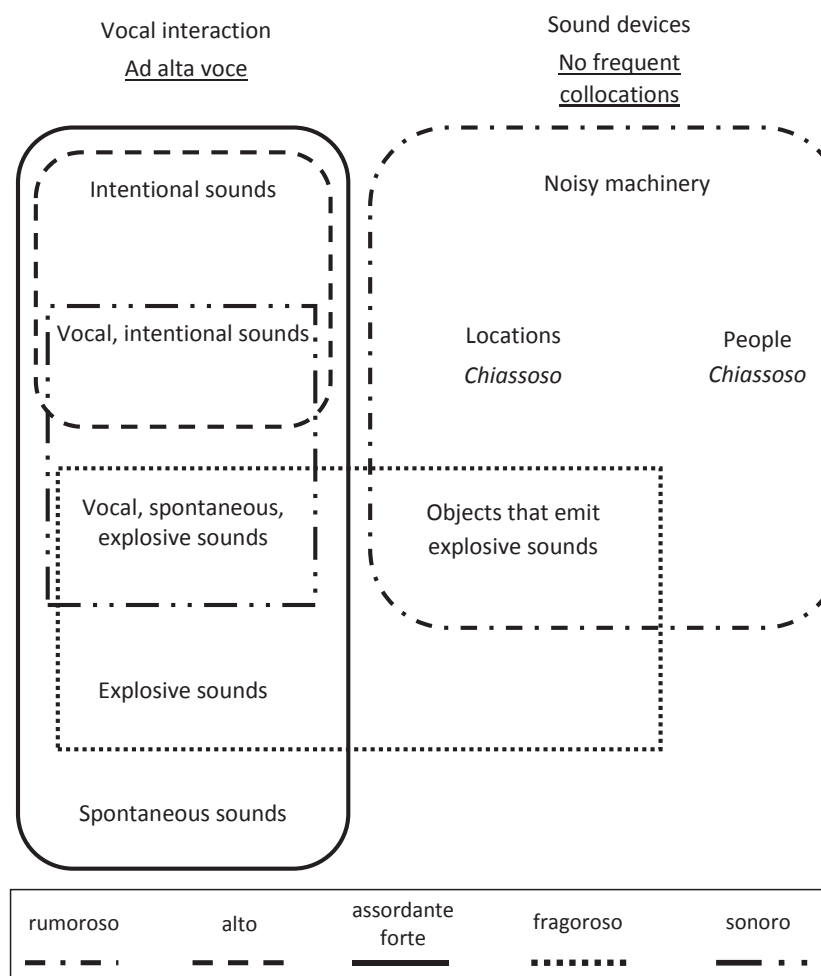 Vocal interaction
Ad alta voce
Sound devices
No frequent
collocations
Intentional sounds
Noisy machinery
Vocal, intentional sounds
Locations
Chiassoso
People
Chiassoso
Vocal, spontaneous,
explosive sounds
Objects that emit
explosive sounds
Explosive sounds
Spontaneous sounds
rumoroso
alto
assordante
forte
fragoroso
sonoro